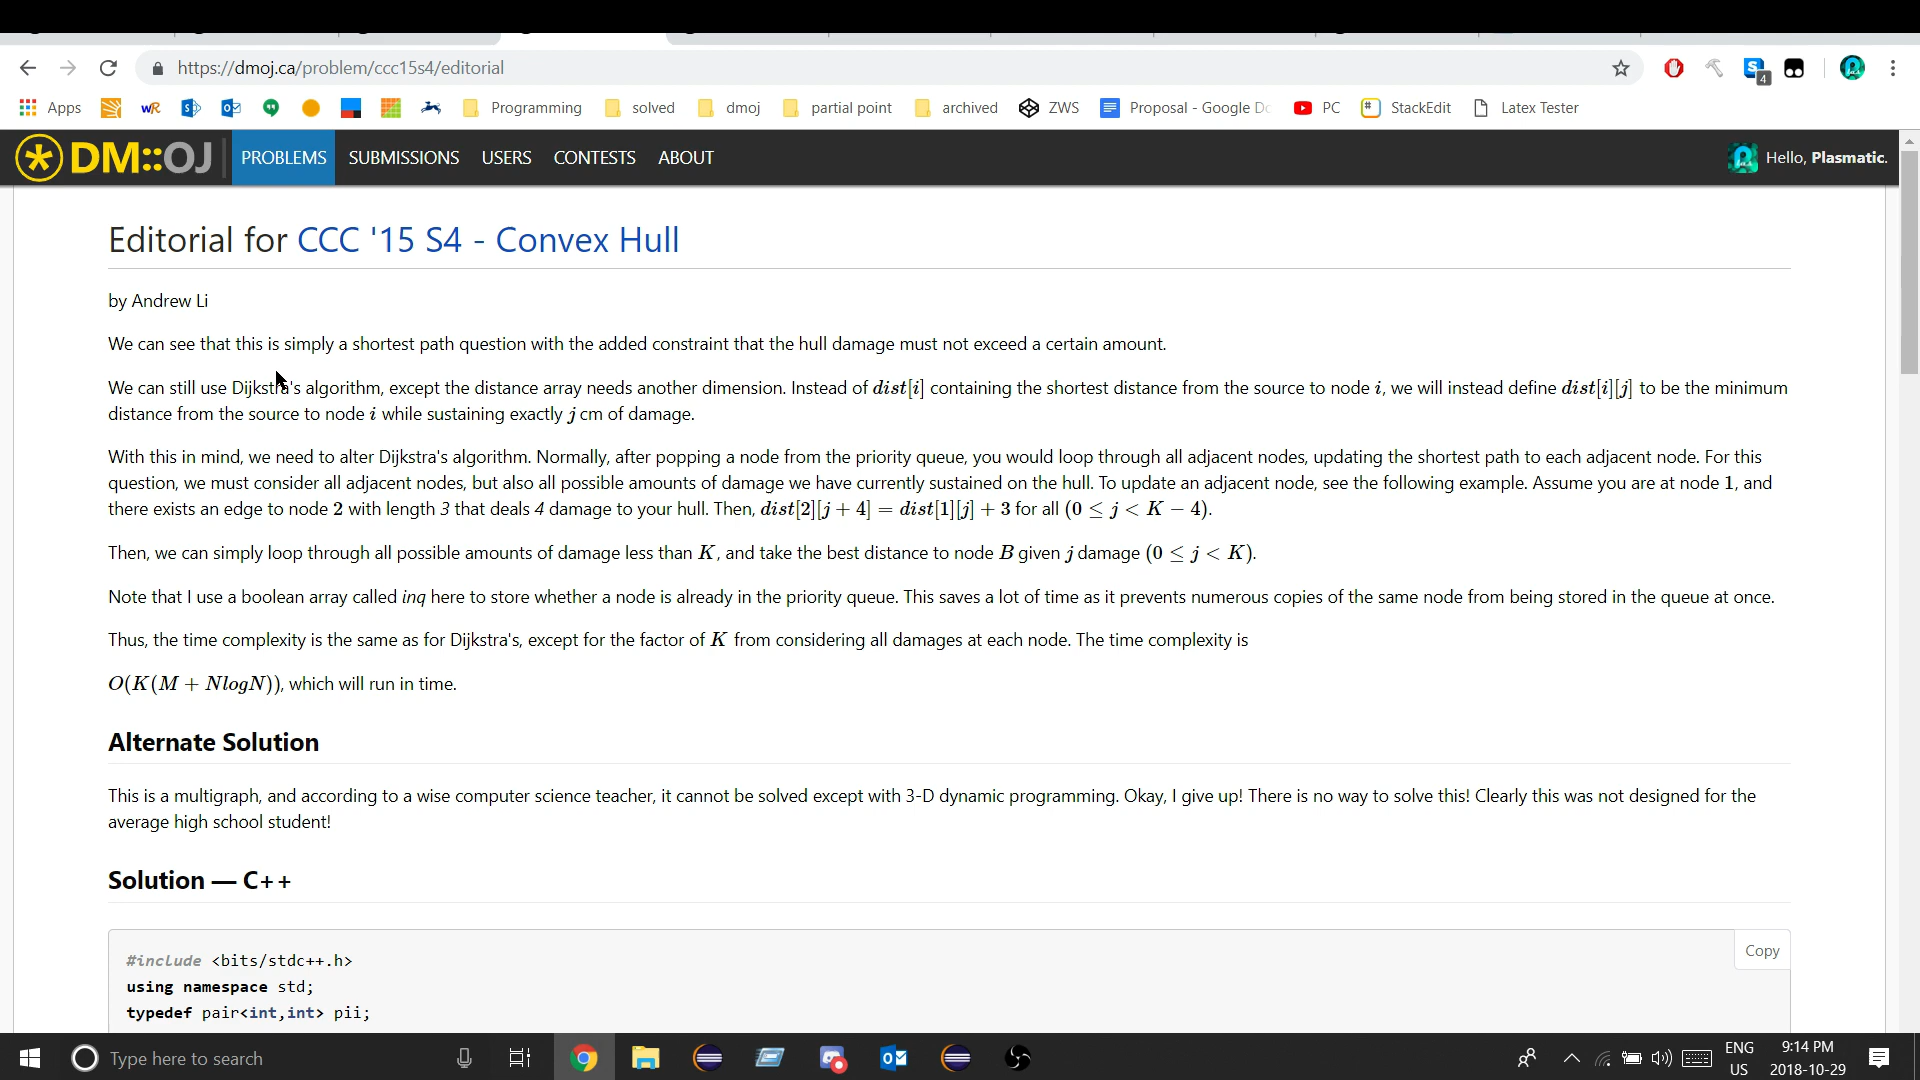 https://dmoj.ca/problem/ccc15s4/editorial
4
Apps
wR
Programming
solved
dmoj
partial point
archived
ZWS
Proposal - Google Do
PC
StackEdit
Latex Tester
DM::OJ
PROBLEMS
SUBMISSIONS
USERS
CONTESTS
ABOUT
Hello, Plasmatic.
Editorial for CCC '15 S4 - Convex Hull
by Andrew Li
We can see that this is simply a shortest path question with the added constraint that the hull damage must not exceed a certain amount.
We can still use Dijkstra's algorithm, except the distance array needs another dimension. Instead of dist[i] containing the shortest distance from the source to node i, we will instead define dist[i][j] to be the minimum
distance from the source to node i while sustaining exactly j cm of damage.
With this in mind, we need to alter Dijkstra's algorithm. Normally, after popping a node from the priority queue, you would loop through all adjacent nodes, updating the shortest path to each adjacent node. For this
question, we must consider all adjacent nodes, but also all possible amounts of damage we have currently sustained on the hull. To update an adjacent node, see the following example. Assume you are at node 1, and
there exists an edge to node 2 with length 3 that deals 4 damage to your hull. Then, dist[2][j + 4] = dist[1][j] + 3 for all (0 ≤ j < K − 4).
Then, we can simply loop through all possible amounts of damage less than K, and take the best distance to node B given j damage (0 ≤ j < K).
Note that I use a boolean array called inq here to store whether a node is already in the priority queue. This saves a lot of time as it prevents numerous copies of the same node from being stored in the queue at once.
Thus, the time complexity is the same as for Dijkstra's, except for the factor of K from considering all damages at each node. The time complexity is
O(K(M + NlogN)), which will run in time.
Alternate Solution
This is a multigraph, and according to a wise computer science teacher, it cannot be solved except with 3-D dynamic programming. Okay, I give up! There is no way to solve this! Clearly this was not designed for the
average high school student!
Solution — C++
Copy
#include <bits/stdc++.h>
using namespace std;
typedef pair<int,int> pii;
Type here to search
ENG
US
9:14 PM
2018-10-29